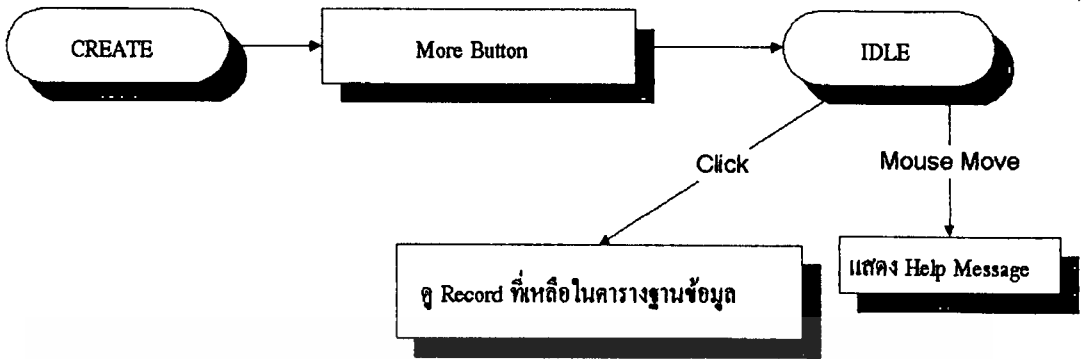 CREATE
More Button
IDLE
Click
Mouse Move
ดู Record ที่เหลือในตารางฐานข้อมูล
แสดง Help Message